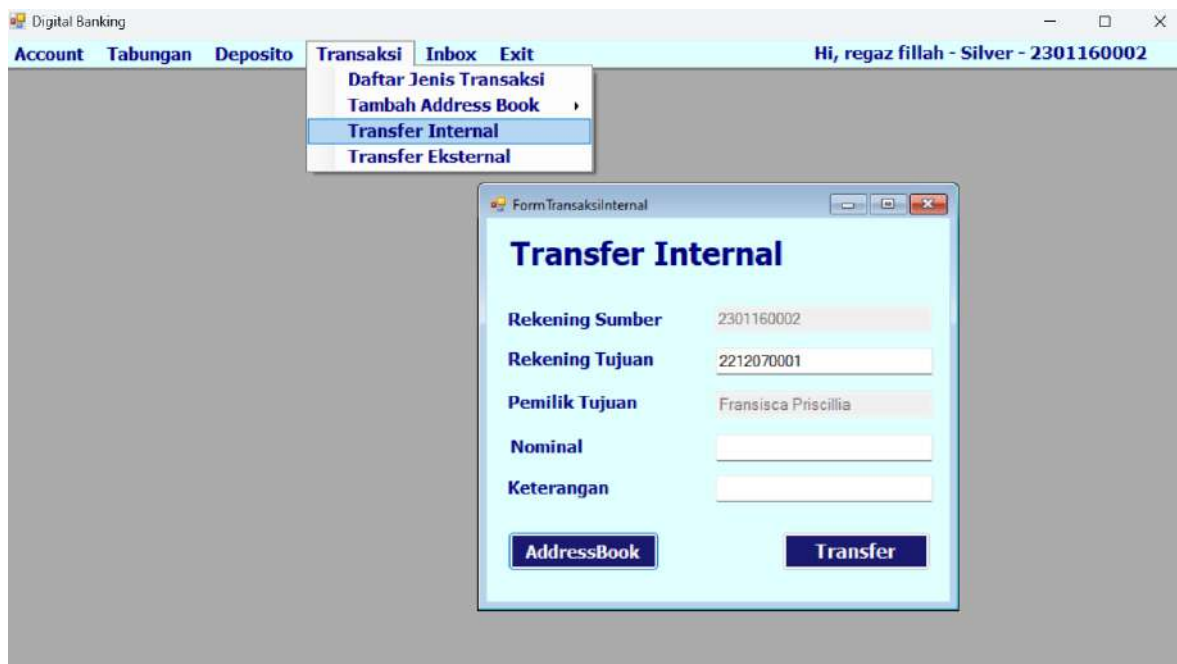 Digital Banking
Account Tabungan Deposito Transaksi Inbox Exit Hi, regaz fillah - Silver - 2301160002
Daftar Jenis Transaksi
Tambah Address Book
Transfer Internal
Transfer Eksternal
FormTransaksiInternal
Transfer Internal
Rekening Sumber 2301160002
Rekening Tujuan 2212070001
Pemilik Tujuan Fransisca Priscillia
Nominal
Keterangan
AddressBook Transfer